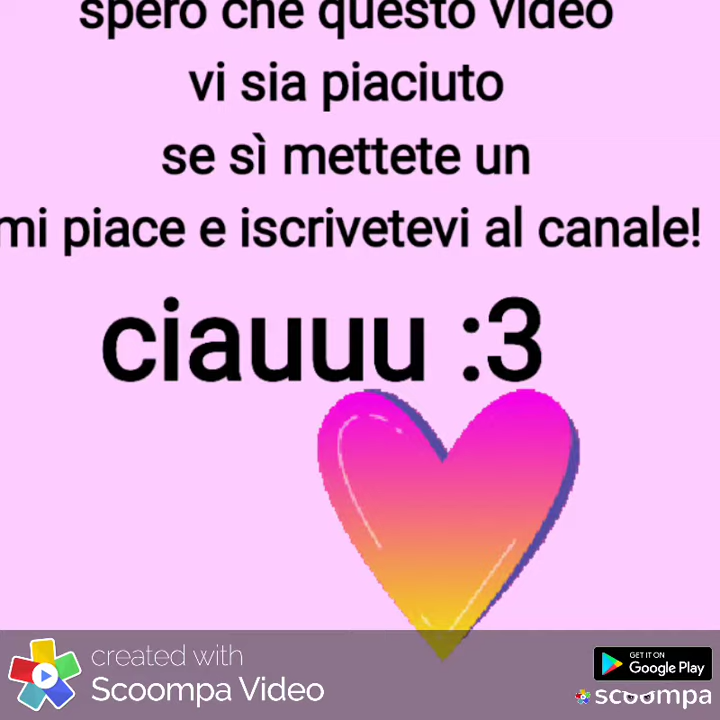 spero che questo video
vi sia piaciuto
se sì mettete un
mi piace e iscrivetevi al canale!
ciauuu :3
created with
Scoompa Video
GET IT ON
Google Play
scoompa